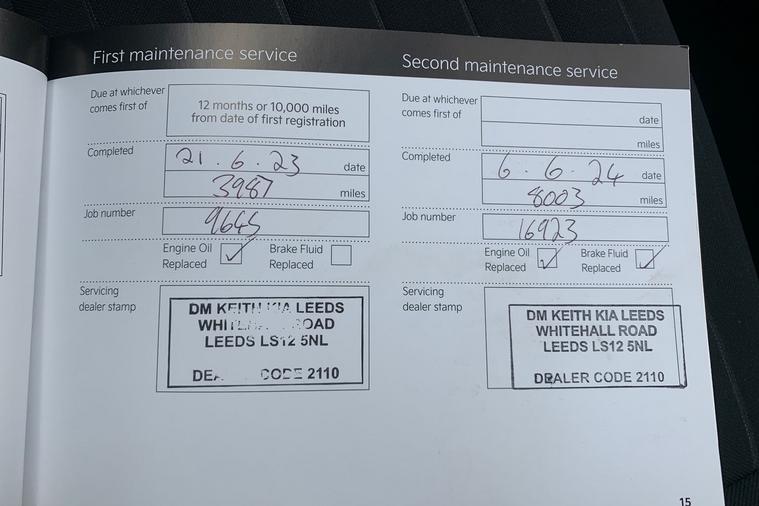 First maintenance service
Due at whichever
comes first of
12 months or 10,000 miles
from date of first registration
Completed
21.6.23 date
3987 miles
Job number
9645
Engine Oil
Replaced
Brake Fluid
Replaced
Servicing
dealer stamp
DM KEITH KIA LEEDS
ROAD
LEEDS LS12 5NL
CODE 2110
Second maintenance service
Due at whichever
comes first of
date
miles
Completed
6.6.24 date
8003 miles
Job number
16923
Engine Oil
Replaced
Brake Fluid
Replaced
Servicing
dealer stamp
DM KEITH KIA LEEDS
WHITEHALL ROAD
LEEDS LS12 5NL
DEALER CODE 2110
15